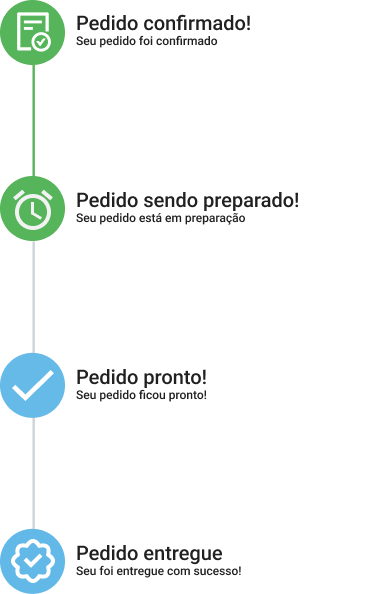 Pedido confirmado!
Seu pedido foi confirmado
Pedido sendo preparado!
Seu pedido está em preparação
Pedido pronto!
Seu pedido ficou pronto!
Pedido entregue
Seu foi entregue com sucesso!